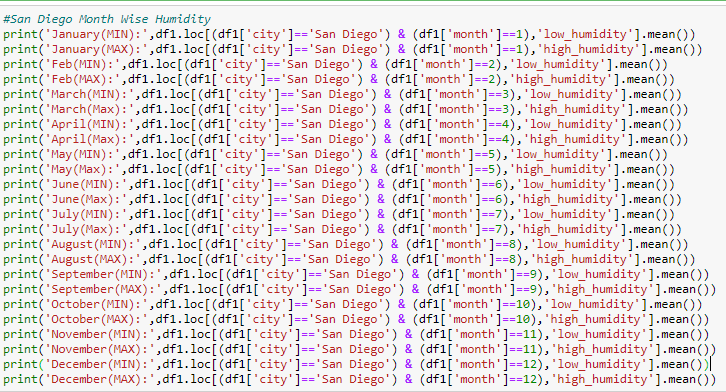 #San Diego Month Wise Humidity
print('January(MIN):',df1.loc[(df1['city']=='San Diego') & (df1['month']==1),'low_humidity'].mean())
print('January(MAX):',df1.loc[(df1['city']=='San Diego') & (df1['month']==1),'high_humidity'].mean())
print('Feb(MIN):',df1.loc[(df1['city']=='San Diego') & (df1['month']==2),'low_humidity'].mean())
print('Feb(MAX):',df1.loc[(df1['city']=='San Diego') & (df1['month']==2),'high_humidity'].mean())
print('March(MIN):',df1.loc[(df1['city']=='San Diego') & (df1['month']==3),'low_humidity'].mean())
print('March(Max):',df1.loc[(df1['city']=='San Diego') & (df1['month']==3),'high_humidity'].mean())
print('April(MIN):',df1.loc[(df1['city']=='San Diego') & (df1['month']==4),'low_humidity'].mean())
print('April(Max):',df1.loc[(df1['city']=='San Diego') & (df1['month']==4),'high_humidity'].mean())
print('May(MIN):',df1.loc[(df1['city']=='San Diego') & (df1['month']==5),'low_humidity'].mean())
print('May(Max):',df1.loc[(df1['city']=='San Diego') & (df1['month']==5),'high_humidity'].mean())
print('June(MIN):',df1.loc[(df1['city']=='San Diego') & (df1['month']==6),'low_humidity'].mean())
print('June(Max):',df1.loc[(df1['city']=='San Diego') & (df1['month']==6),'high_humidity'].mean())
print('July(MIN):',df1.loc[(df1['city']=='San Diego') & (df1['month']==7),'low_humidity'].mean())
print('July(Max):',df1.loc[(df1['city']=='San Diego') & (df1['month']==7),'high_humidity'].mean())
print('August(MIN):',df1.loc[(df1['city']=='San Diego') & (df1['month']==8),'low_humidity'].mean())
print('August(MAX):',df1.loc[(df1['city']=='San Diego') & (df1['month']==8),'high_humidity'].mean())
print('September(MIN):',df1.loc[(df1['city']=='San Diego') & (df1['month']==9),'low_humidity'].mean())
print('September(MAX):',df1.loc[(df1['city']=='San Diego') & (df1['month']==9),'high_humidity'].mean())
print('October(MIN):',df1.loc[(df1['city']=='San Diego') & (df1['month']==10),'low_humidity'].mean())
print('October(MAX):',df1.loc[(df1['city']=='San Diego') & (df1['month']==10),'high_humidity'].mean())
print('November(MIN):',df1.loc[(df1['city']=='San Diego') & (df1['month']==11),'low_humidity'].mean())
print('November(MAX):',df1.loc[(df1['city']=='San Diego') & (df1['month']==11),'high_humidity'].mean())
print('December(MIN):',df1.loc[(df1['city']=='San Diego') & (df1['month']==12),'low_humidity'].mean())
print('December(MAX):',df1.loc[(df1['city']=='San Diego') & (df1['month']==12),'high_humidity'].mean())